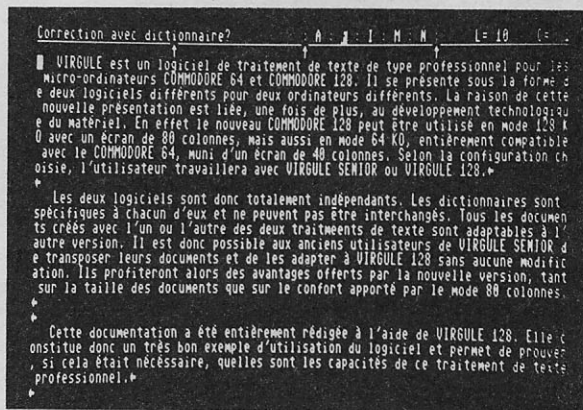 Correction avec dictionnaire? : A : : I : M : N : L= 10 C=
VIRGULE est un logiciel de traitement de texte de type professionnel pour les
micro-ordinateurs COMMODORE 64 et COMMODORE 128. Il se présente sous la forme d
e deux logiciels différents pour deux ordinateurs différents. La raison de cette
nouvelle présentation est liée, une fois de plus, au développement technologiqu
e du matériel. En effet le nouveau COMMODORE 128 peut être utilisé en mode 128 K
O avec un écran de 80 colonnes, mais aussi en mode 64 KO, entièrement compatible
avec le COMMODORE 64, muni d'un écran de 40 colonnes. Selon la configuration ch
oisie, l'utilisateur travaillera avec VIRGULE SENIOR ou VIRGULE 128.
Les deux logiciels sont donc totalement indépendants. Les dictionnaires sont
spécifiques à chacun d'eux et ne peuvent pas être interchangés. Tous les documen
ts créés avec l'un ou l'autre des deux traitmeents de texte sont adaptables à l'
autre version. Il est donc possible aux anciens utilisateurs de VIRGULE SENIOR d
e transposer leurs documents et de les adapter à VIRGULE 128 sans aucune modific
ation. Ils profiteront alors des avantages offerts par la nouvelle version, tant
sur la taille des documents que sur le confort apporté par le mode 80 colonnes.
Cette documentation a été entièrement rédigée à l'aide de VIRGULE 128. Elle c
onstitue donc un très bon exemple d'utilisation du logiciel et permet de prouver
, si cela était nécéssaire, quelles sont les capacités de ce traitement de texte
professionnel.